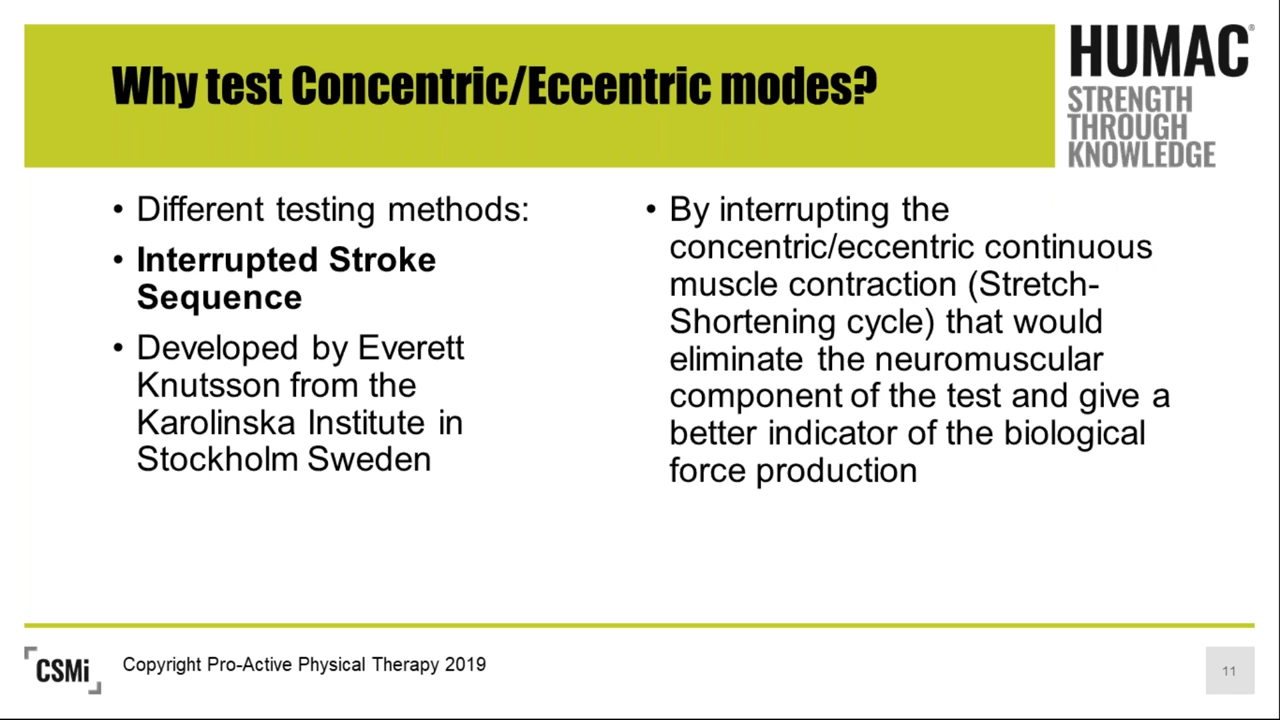 Why test Concentric/Eccentric modes?
HUMAC®
STRENGTH
THROUGH
KNOWLEDGE
• Different testing methods:
• Interrupted Stroke
Sequence
• Developed by Everett
Knutsson from the
Karolinska Institute in
Stockholm Sweden
• By interrupting the
concentric/eccentric continuous
muscle contraction (Stretch-
Shortening cycle) that would
eliminate the neuromuscular
component of the test and give a
better indicator of the biological
force production
CSMi
Copyright Pro-Active Physical Therapy 2019
11